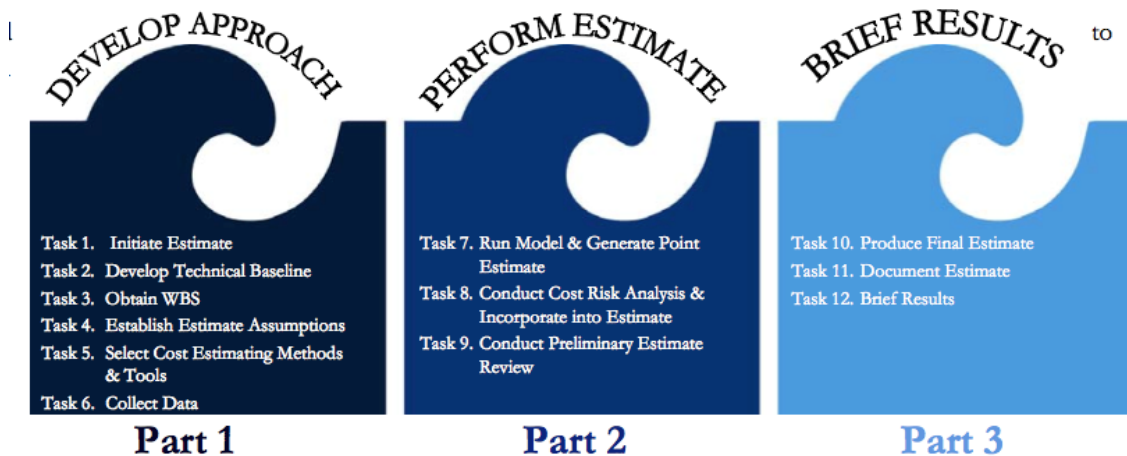 DEVELOP APPROACH
Task 1. Initiate Estimate
Task 2. Develop Technical Baseline
Task 3. Obtain WBS
Task 4. Establish Estimate Assumptions
Task 5. Select Cost Estimating Methods
& Tools
Task 6. Collect Data
Part 1
PERFORM ESTIMATE
Task 7. Run Model & Generate Point
Estimate
Task 8. Conduct Cost Risk Analysis &
Incorporate into Estimate
Task 9. Conduct Preliminary Estimate
Review
Part 2
BRIEF RESULTS
to
Task 10. Produce Final Estimate
Task 11. Document Estimate
Task 12. Brief Results
Part 3